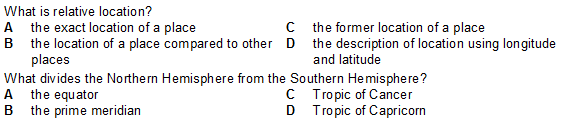 What is relative location?
A the exact location of a place C the former location of a place
B the location of a place compared to other D the description of location using longitude
places and latitude
What divides the Northern Hemisphere from the Southern Hemisphere?
A the equator C Tropic of Cancer
B the prime meridian D Tropic of Capricorn